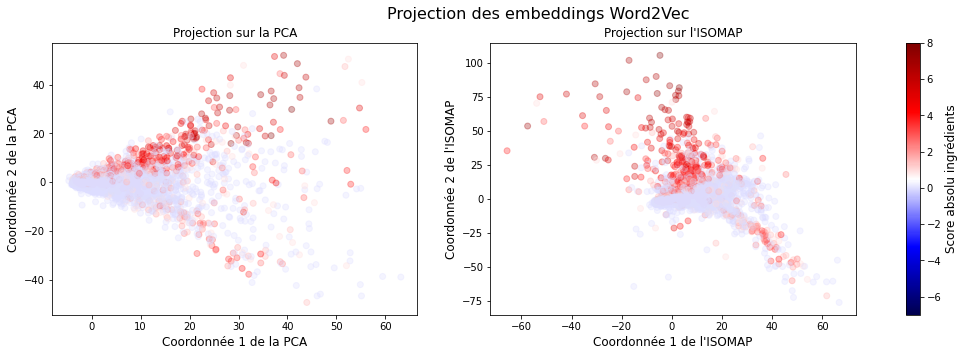 Projection des embeddings Word2Vec
Projection sur la PCA
Coordonnée 2 de la PCA
40
20
0
−20
−40
0 10 20 30 40 50 60
Coordonnée 1 de la PCA
Projection sur l'ISOMAP
Coordonnée 2 de l'ISOMAP
100
75
50
25
0
−25
−50
−75
−60 −40 −20 0 20 40 60
Coordonnée 1 de l'ISOMAP
8
6
4
2
0
−2
−4
−6
Score absolu ingrédients